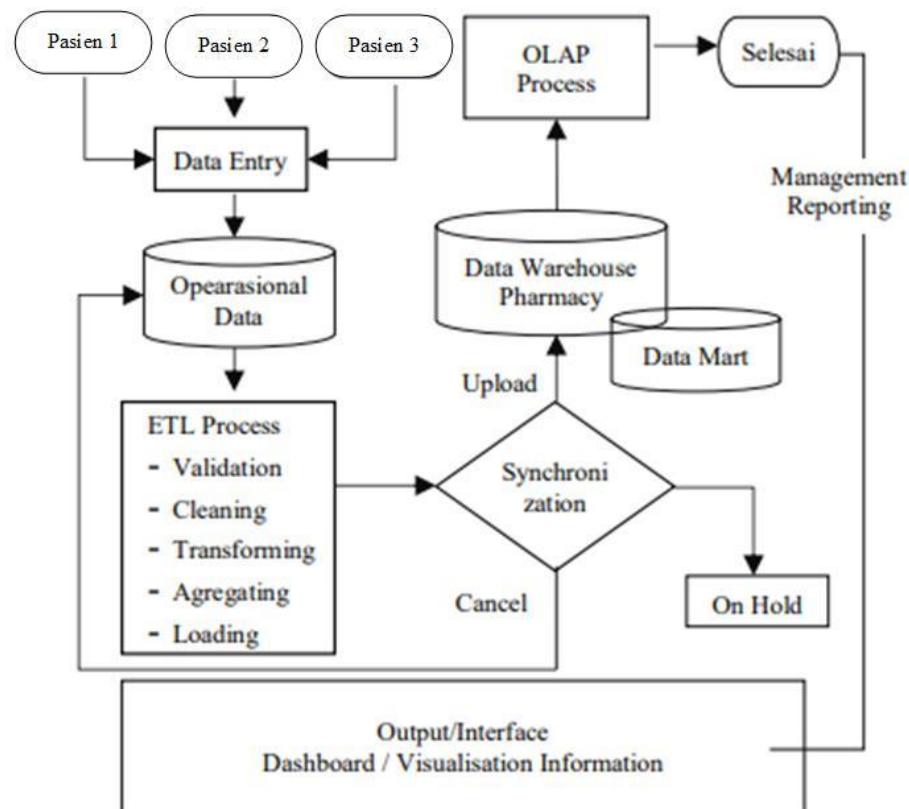 Pasien 1
Pasien 2
Pasien 3
Data Entry
Opearasional
Data
ETL Process
- Validation
- Cleaning
- Transforming
- Agregating
- Loading
OLAP
Process
Selesai
Management
Reporting
Data Warehouse
Pharmacy
Data Mart
Upload
Synchroni
zation
Cancel
On Hold
Output/Interface
Dashboard / Visualisation Information